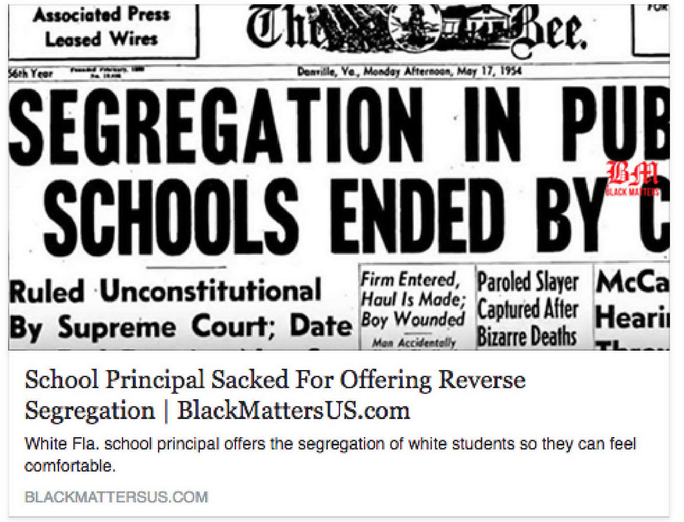 Associated Press
Leased Wires
The Bee.
FOR
56th Year
Danville, Va., Monday Afternoon, May 17, 1954
SEGREGATION IN PUB
SCHOOLS ENDED BY C
BM
BLACK MATTERS
Ruled Unconstitutional
By Supreme Court; Date
Firm Entered,
Haul Is Made;
Boy Wounded
Man Accidentally
Paroled Slayer
Captured After
Bizarre Deaths
McCa
Heari
School Principal Sacked For Offering Reverse
Segregation | BlackMattersUS.com
White Fla. school principal offers the segregation of white students so they can feel
comfortable.
BLACKMATTERSUS.COM